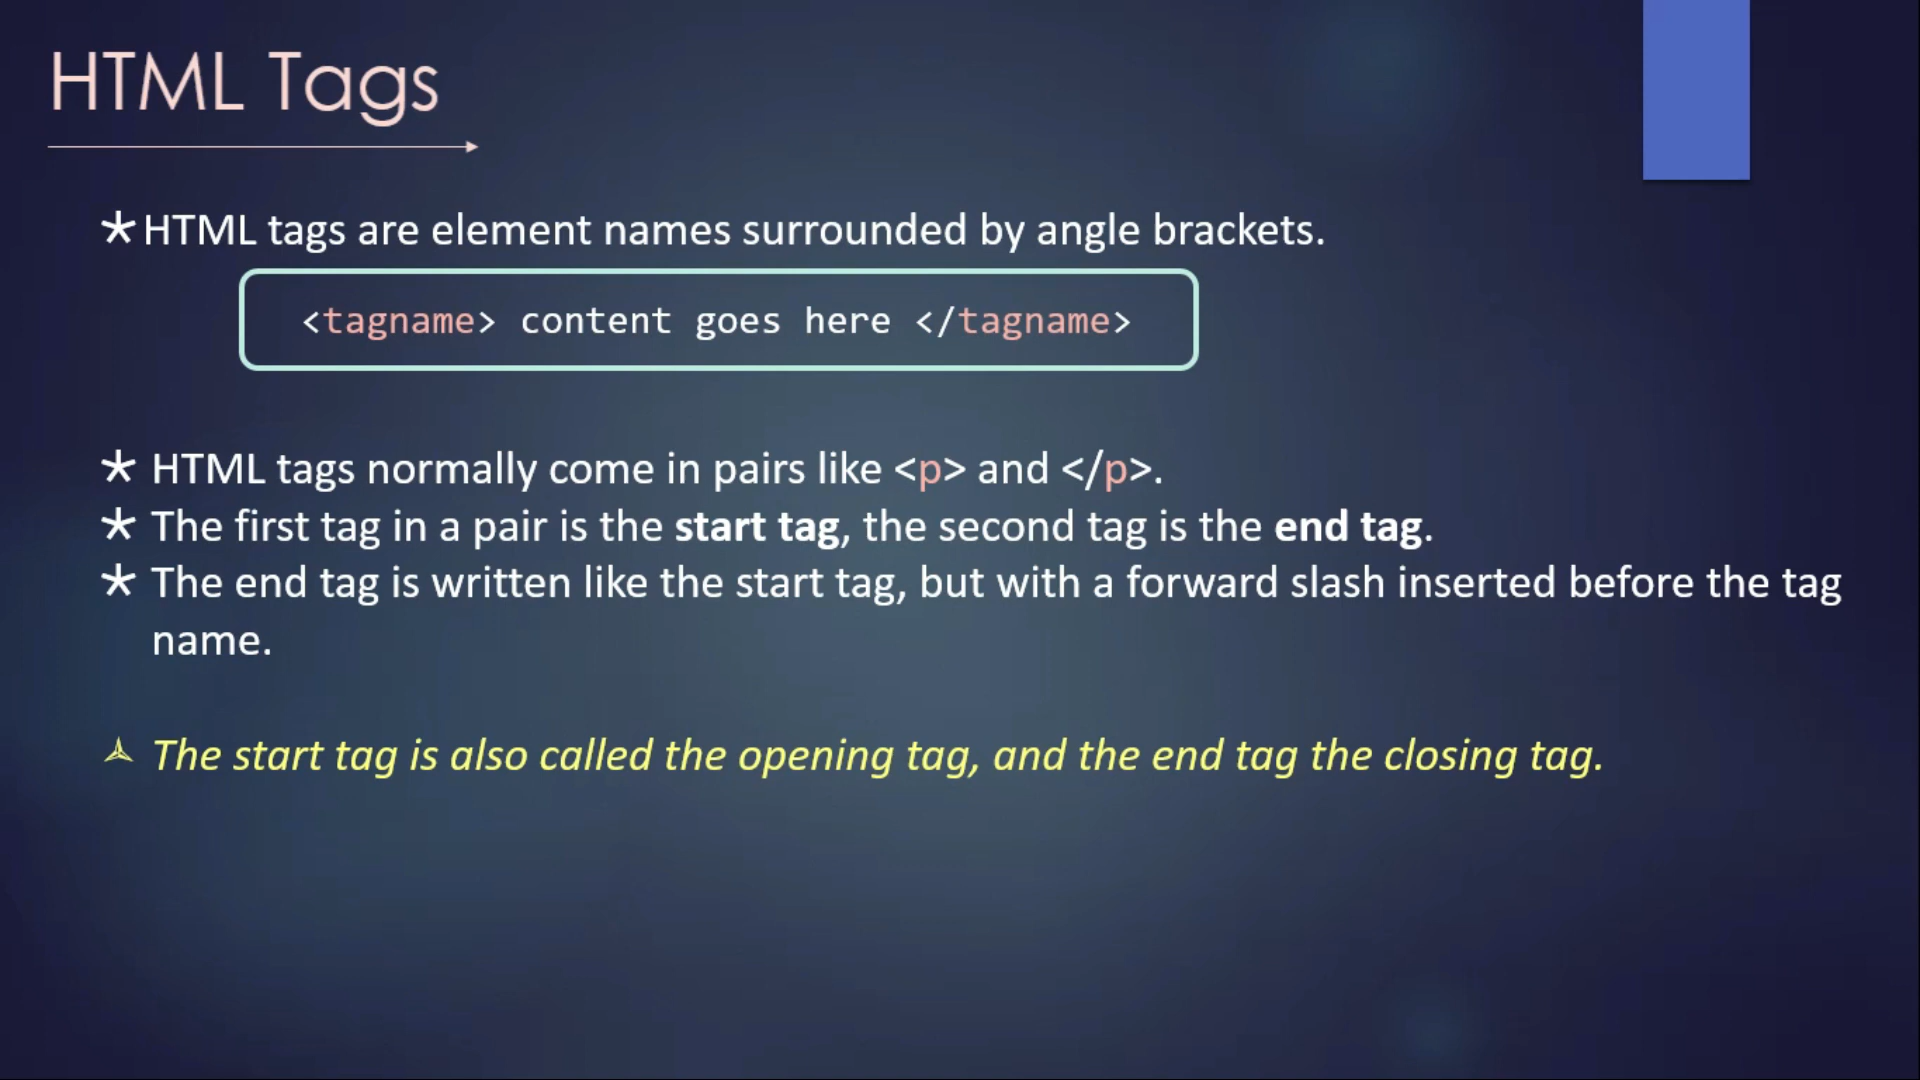 HTML Tags
*HTML tags are element names surrounded by angle brackets.
<tagname> content goes here </tagname>
* HTML tags normally come in pairs like <p> and </p>.
* The first tag in a pair is the start tag, the second tag is the end tag.
* The end tag is written like the start tag, but with a forward slash inserted before the tag
name.
The start tag is also called the opening tag, and the end tag the closing tag.